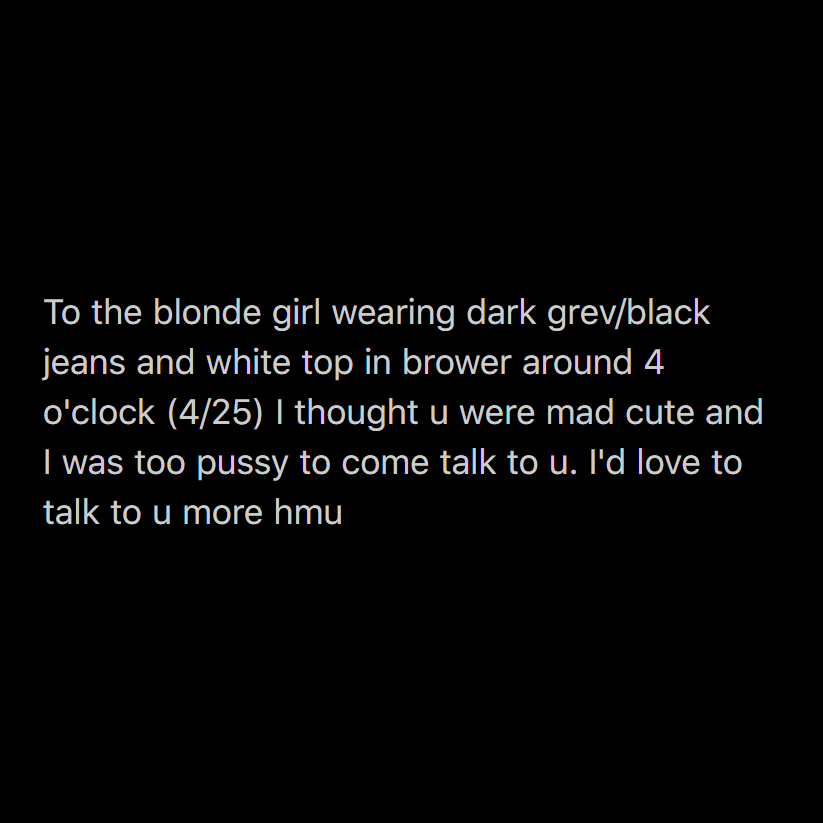 To the blonde girl wearing dark grev/black
jeans and white top in brower around 4
o'clock (4/25) I thought u were mad cute and
I was too pussy to come talk to u. I'd love to
talk to u more hmu